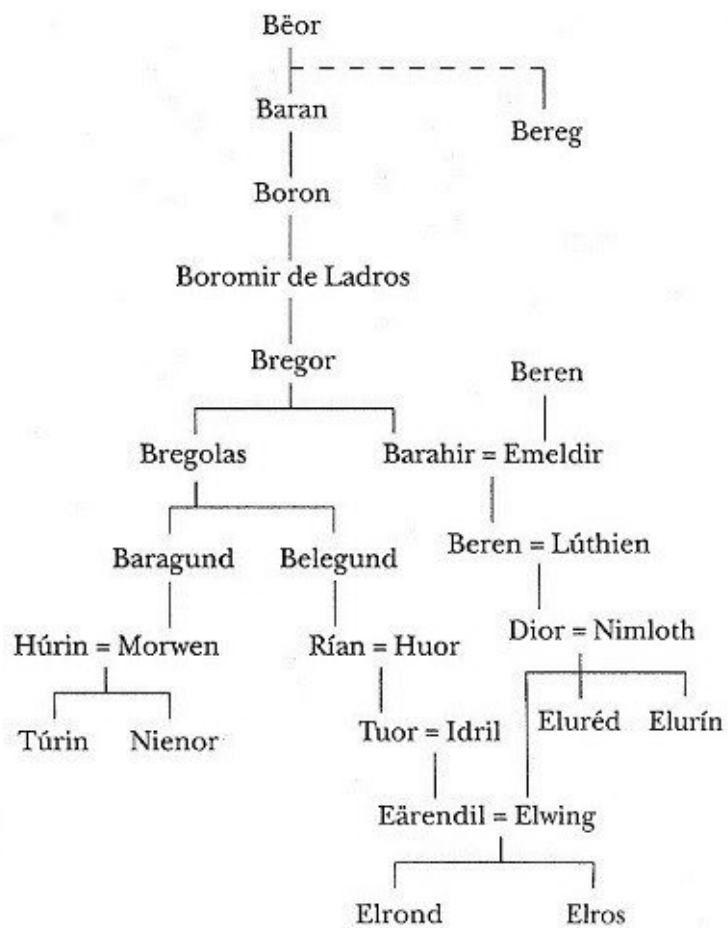 Bëor
Baran
Bereg
Boron
Boromir de Ladros
Bregor
Beren
Bregolas
Barahir = Emeldir
Baragund
Belegund
Beren = Lúthien
Húrin = Morwen
Rían = Huor
Dior = Nimloth
Túrin
Nienor
Tuor = Idril
Eluréd
Elurín
Eärendil = Elwing
Elrond
Elros